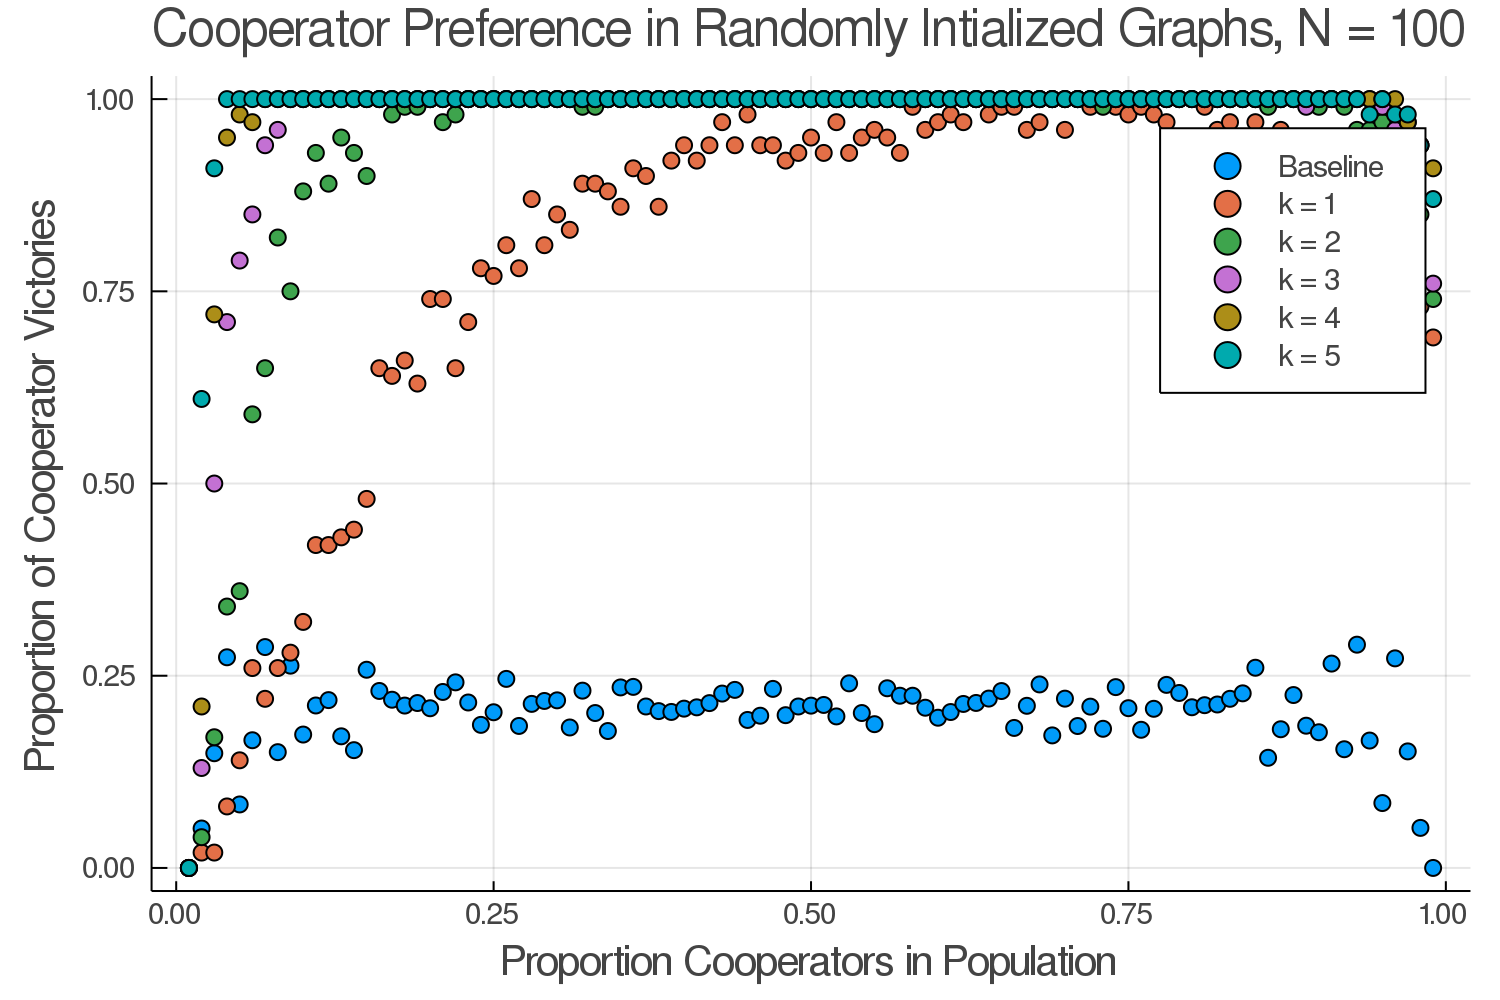 Cooperator Preference in Randomly Intialized Graphs, N = 100
Proportion of Cooperator Victories
1.00
0.75
0.50
0.25
0.00
Baseline
k = 1
k = 2
k = 3
k = 4
k = 5
0.00 0.25 0.50 0.75 1.00
Proportion Cooperators in Population